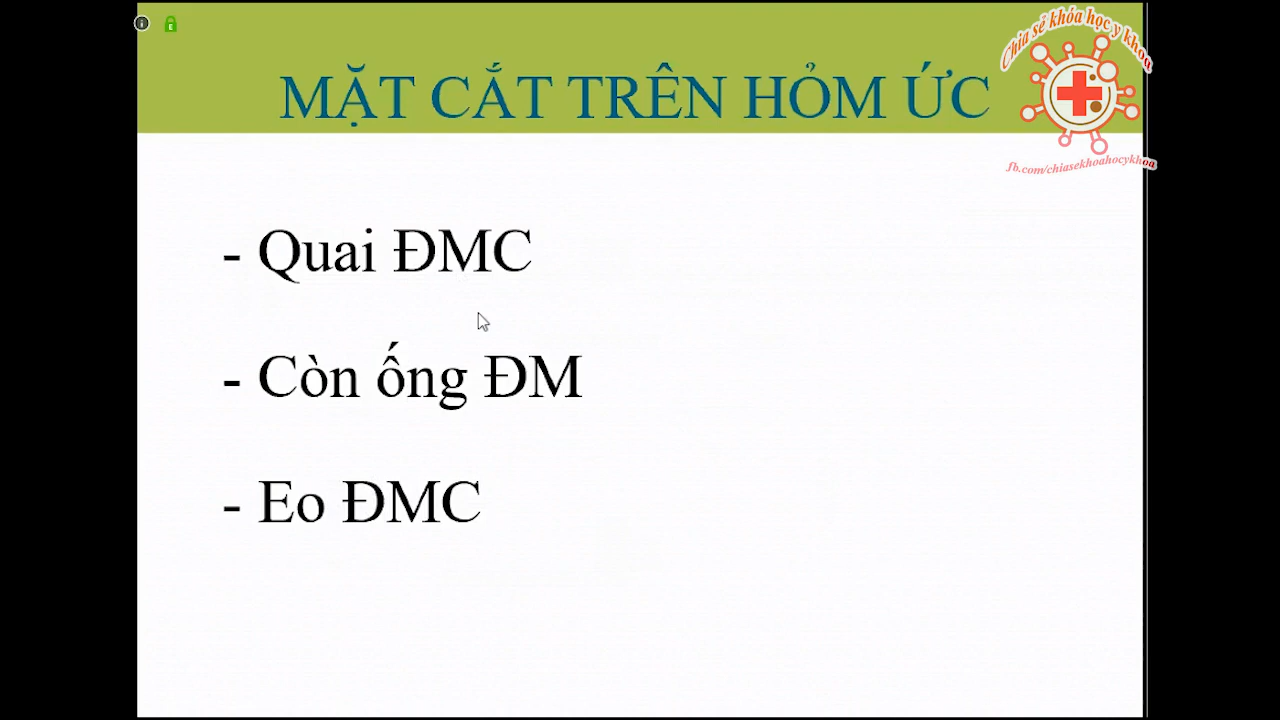 MẶT CẮT TRÊN HỎM ỨC
Chia sẻ khóa học y khoa
fb.com/chiasekhoahocykhoa
- Quai ĐMC
- Còn ống ĐM
- Eo ĐMC